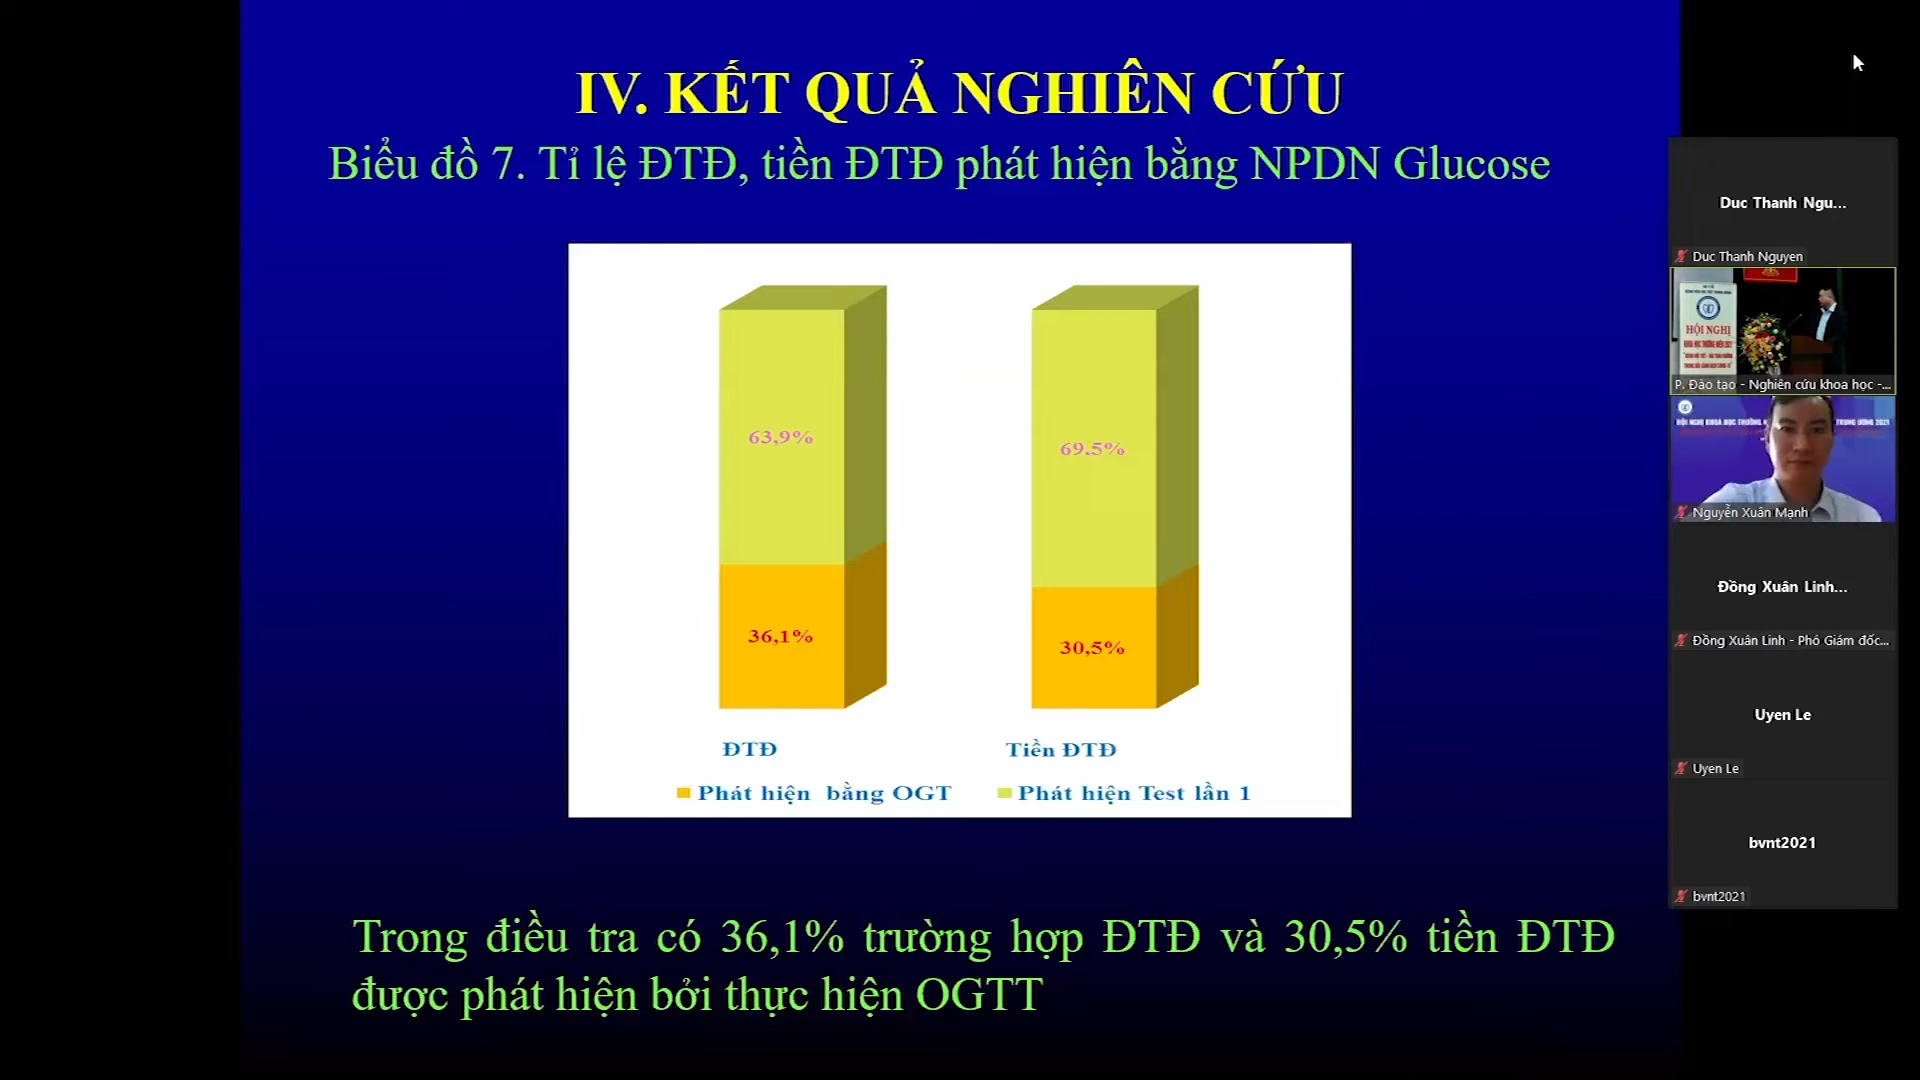 IV. KẾT QUẢ NGHIÊN CỨU
Biểu đồ 7. Tỉ lệ ĐTĐ, tiền ĐTĐ phát hiện bằng NPDN Glucose
63,9%
69.5%
36,1%
30,5%
ĐTĐ
Tiền ĐTĐ
Phát hiện bằng OGT
Phát hiện Test lần 1
Trong điều tra có 36,1% trường hợp ĐTĐ và 30,5% tiền ĐTĐ
được phát hiện bởi thực hiện OGTT
Duc Thanh Ngu...
Duc Thanh Nguyen
HỘI NGHỊ
P. Đào tạo - Nghiên cứu khoa học -...
Nguyễn Xuân Mạnh
Đồng Xuân Linh...
Đồng Xuân Linh - Phó Giám đốc...
Uyen Le
Uyen Le
bvnt2021
bvnt2021